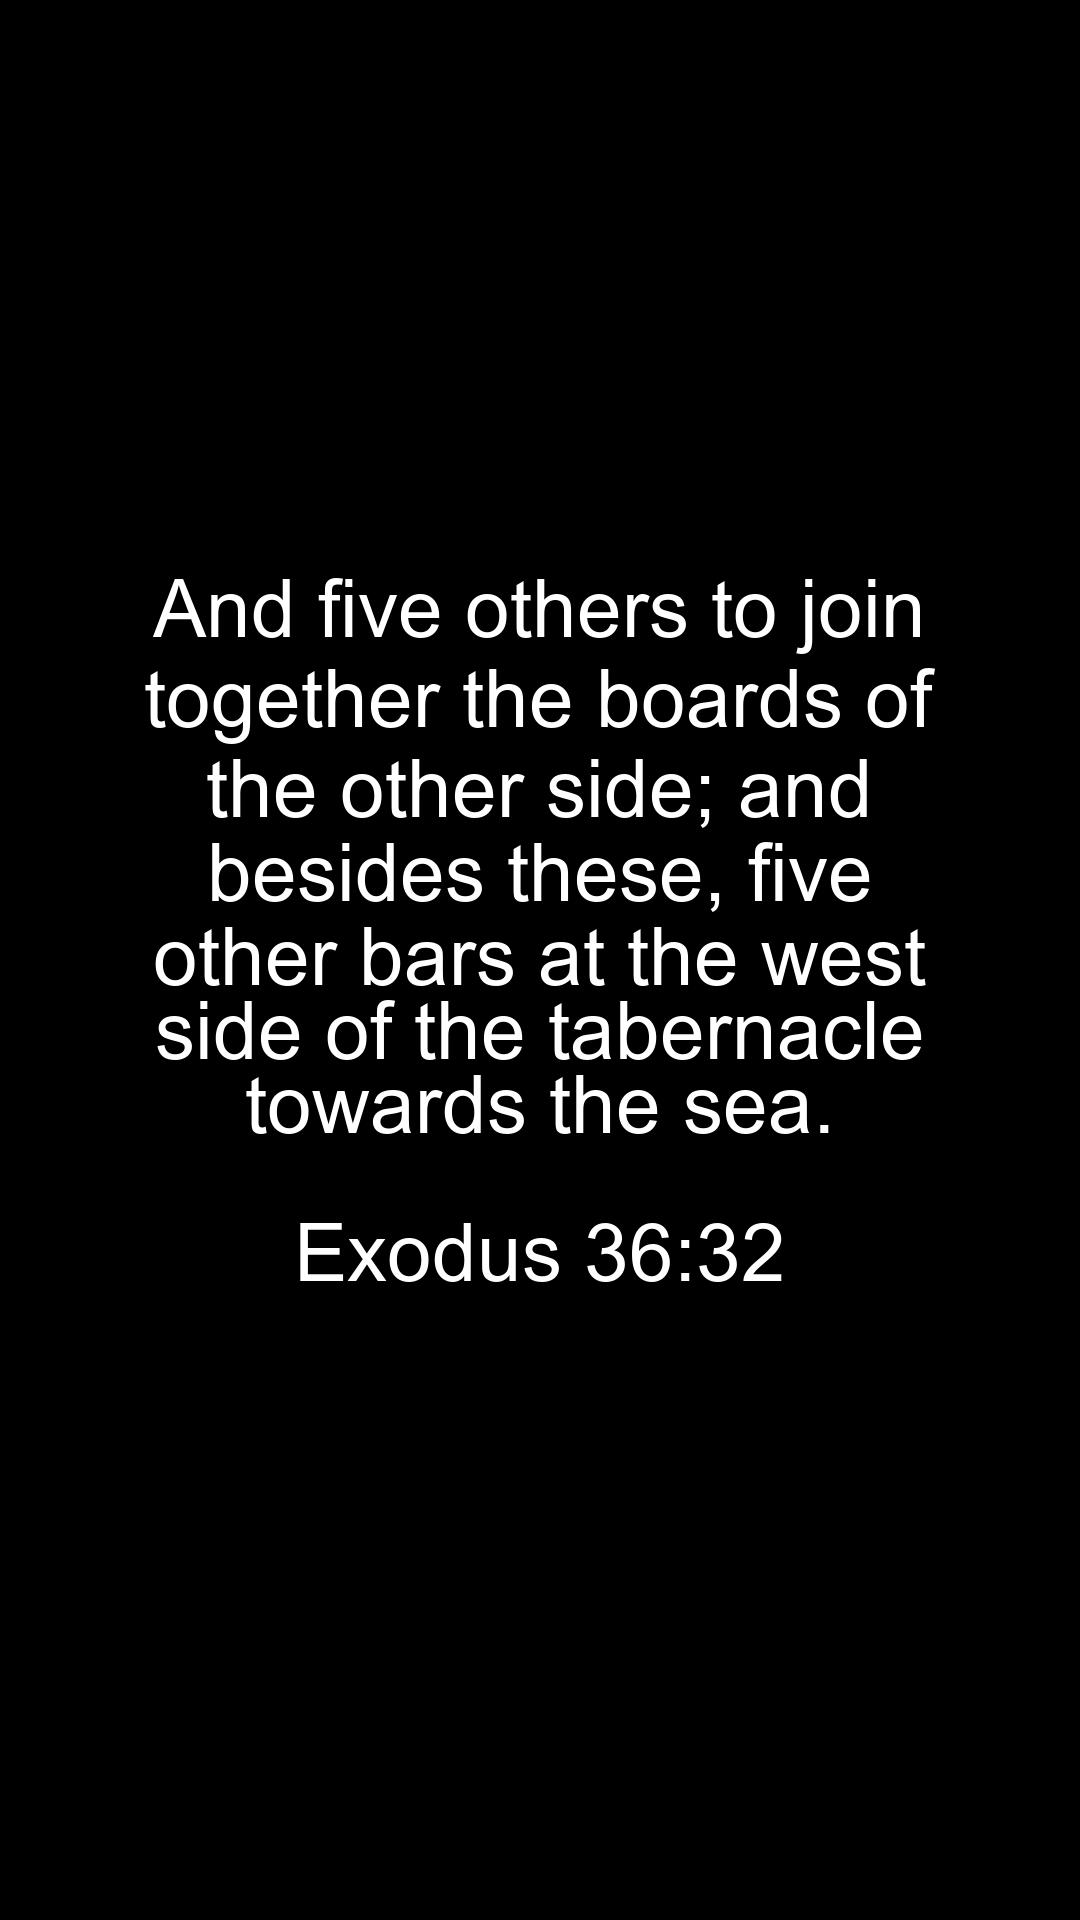 And five others to join
together the boards of
the other side; and
besides these, five
other bars at the west
side of the tabernacle
towards the sea.
Exodus 36:32